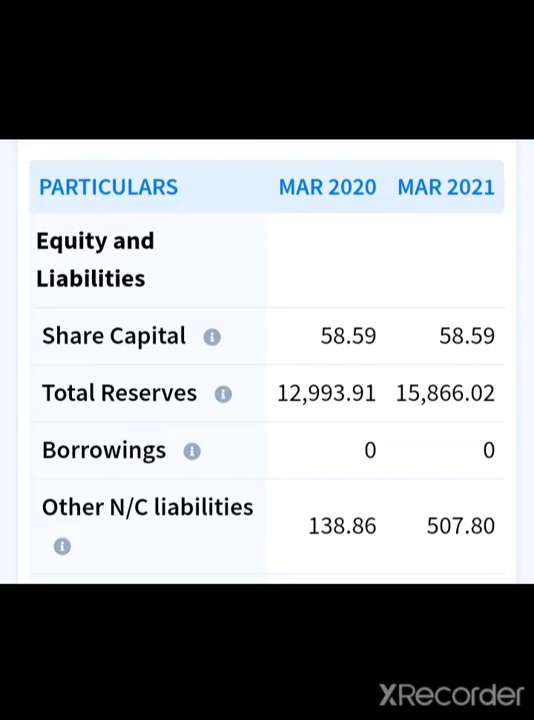 PARTICULARS MAR 2020 MAR 2021
Equity and
Liabilities
Share Capital 58.59 58.59
Total Reserves 12,993.91 15,866.02
Borrowings 0 0
Other N/C liabilities
138.86 507.80
XRecorder